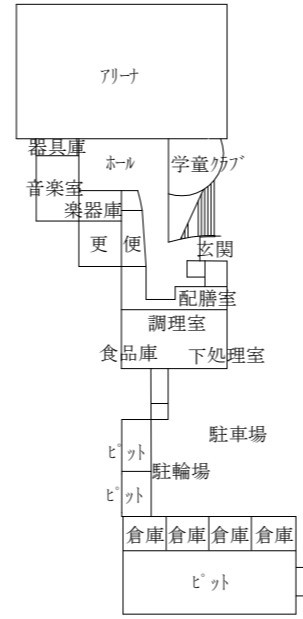 アリーナ
器具庫
ホール
学童クラブ
音楽室
楽器庫
更
便
玄関
配膳室
調理室
食品庫
下処理室
駐車場
ピット
駐輪場
ピット
倉庫
倉庫
倉庫
倉庫
ピット